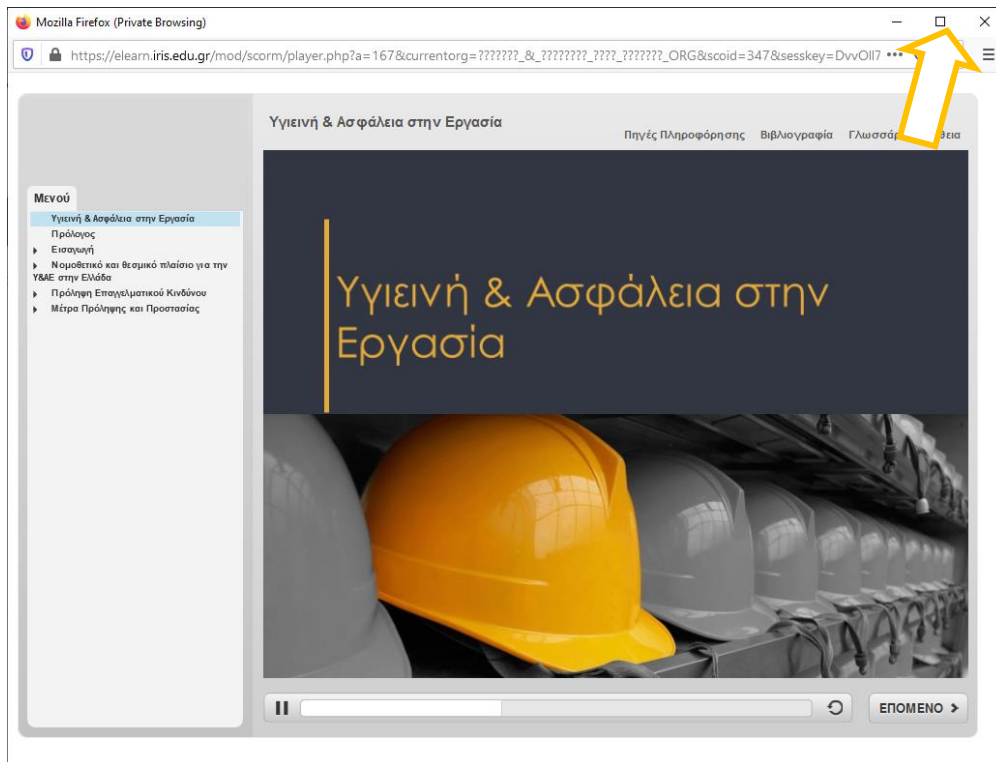 Mozilla Firefox (Private Browsing)
https://elearn.iris.edu.gr/mod/scorm/player.php?a=167&currentorg=???????_&_????????_????_???????_ORG&scoid=347&sesskey=DvvOIl7
Υγιεινή & Ασφάλεια στην Εργασία
Πηγές Πληροφόρησης Βιβλιογραφία
Μενού
Υγιεινή & Ασφάλεια στην Εργασία
Πρόλογος
Εισαγωγή
Νομοθετικό και θεσμικό πλαίσιο για την
Υ&ΑΕ στην Ελλάδα
Πρόληψη Επαγγελματικού Κινδύνου
Μέτρα Πρόληψης και Προστασίας
Υγιεινή & Ασφάλεια στην
Εργασία
ΕΠΟΜΕΝΟ